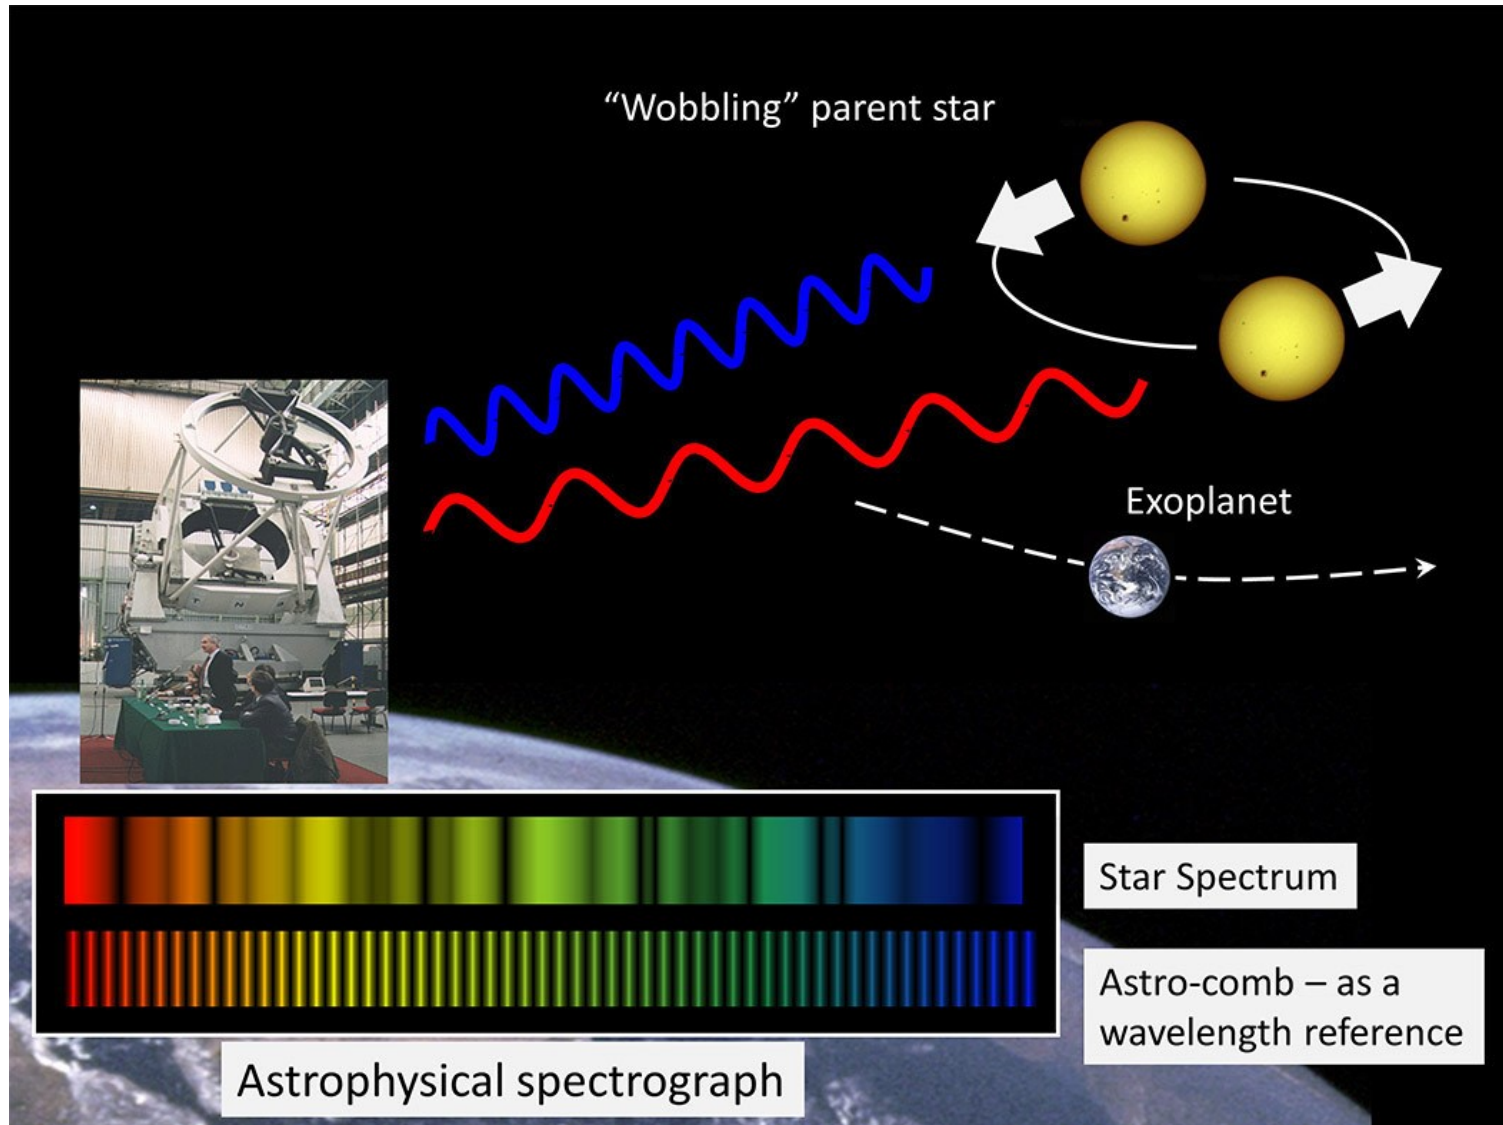 “Wobbling” parent star
Exoplanet
Star Spectrum
Astro-comb – as a
wavelength reference
Astrophysical spectrograph